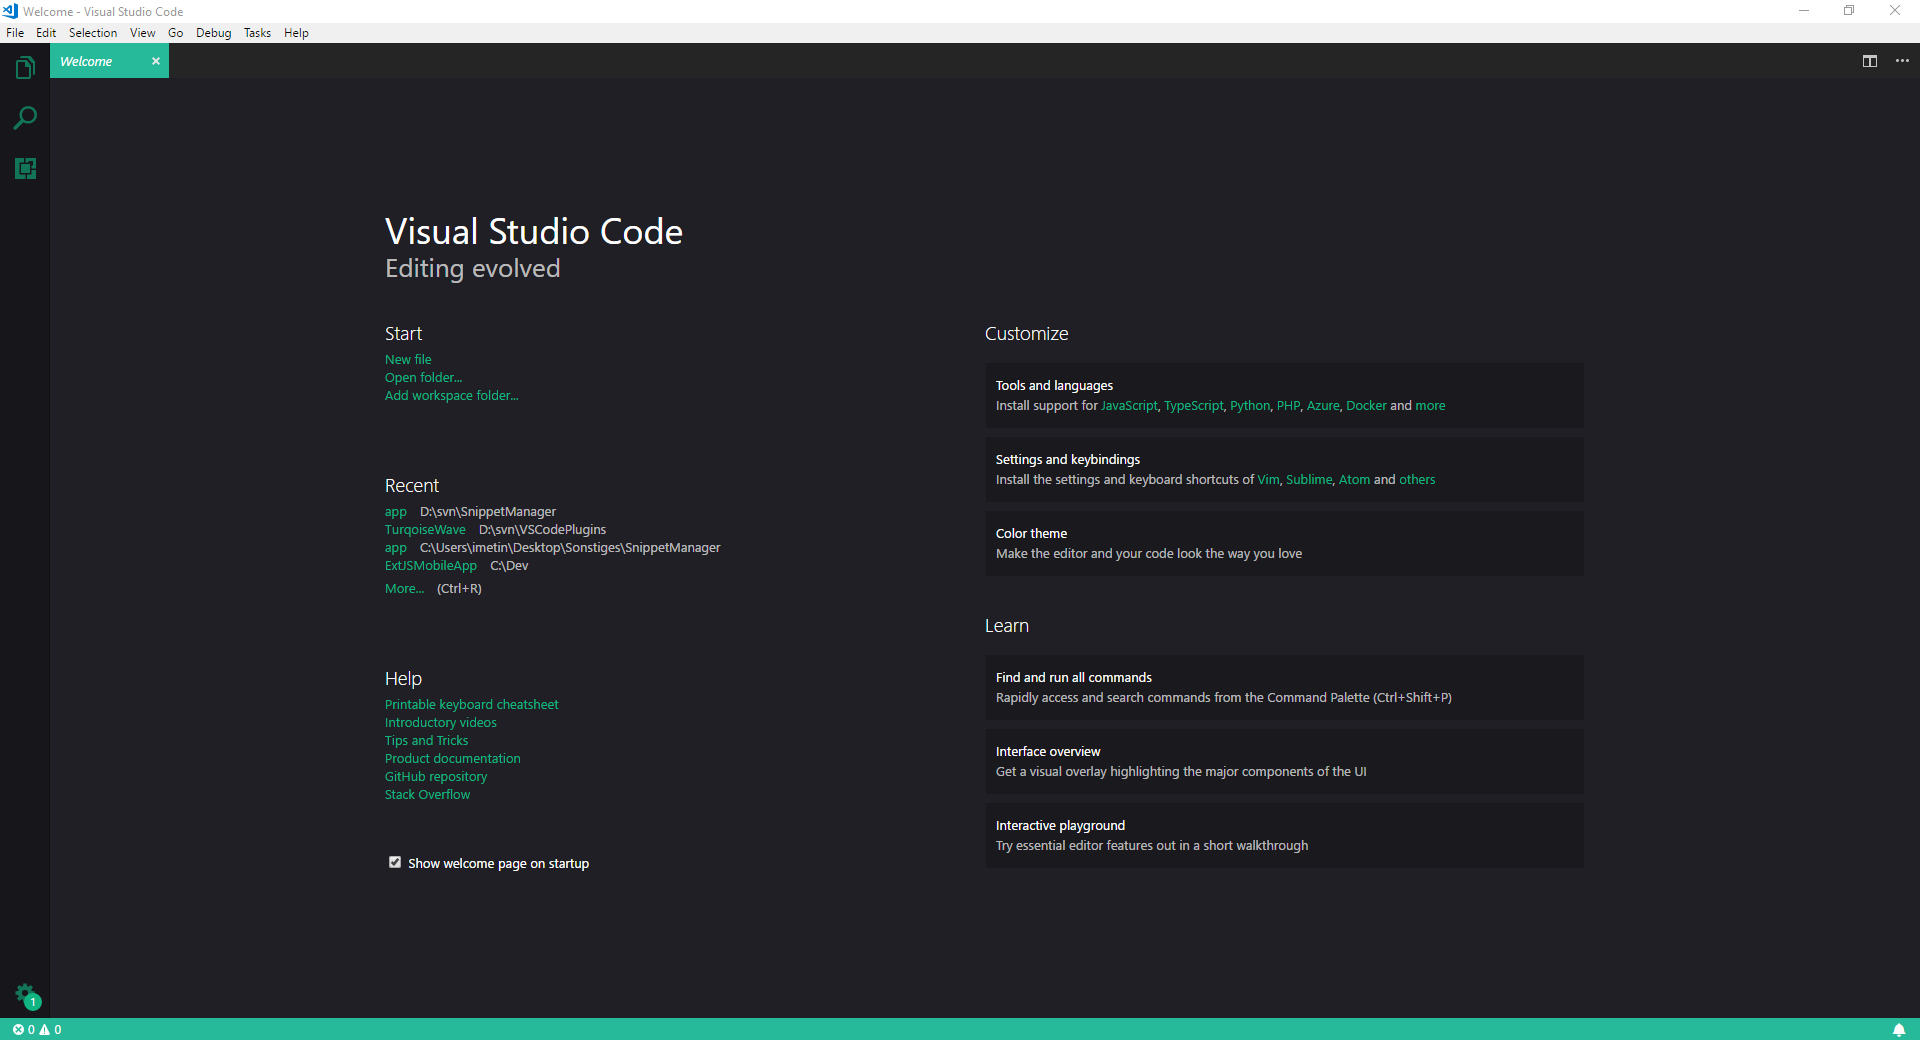 Welcome - Visual Studio Code
File Edit Selection View Go Debug Tasks Help
Welcome
Visual Studio Code
Editing evolved
Start
New file
Open folder...
Add workspace folder...
Recent
app D:\svn\SnippetManager
TurqoiseWave D:\svn\VSCodePlugins
app C:\Users\imetin\Desktop\Sonstiges\SnippetManager
ExtJSMobileApp C:\Dev
More... (Ctrl+R)
Help
Printable keyboard cheatsheet
Introductory videos
Tips and Tricks
Product documentation
GitHub repository
Stack Overflow
Show welcome page on startup
Customize
Tools and languages
Install support for JavaScript, TypeScript, Python, PHP, Azure, Docker and more
Settings and keybindings
Install the settings and keyboard shortcuts of Vim, Sublime, Atom and others
Color theme
Make the editor and your code look the way you love
Learn
Find and run all commands
Rapidly access and search commands from the Command Palette (Ctrl+Shift+P)
Interface overview
Get a visual overlay highlighting the major components of the UI
Interactive playground
Try essential editor features out in a short walkthrough
1
0 0